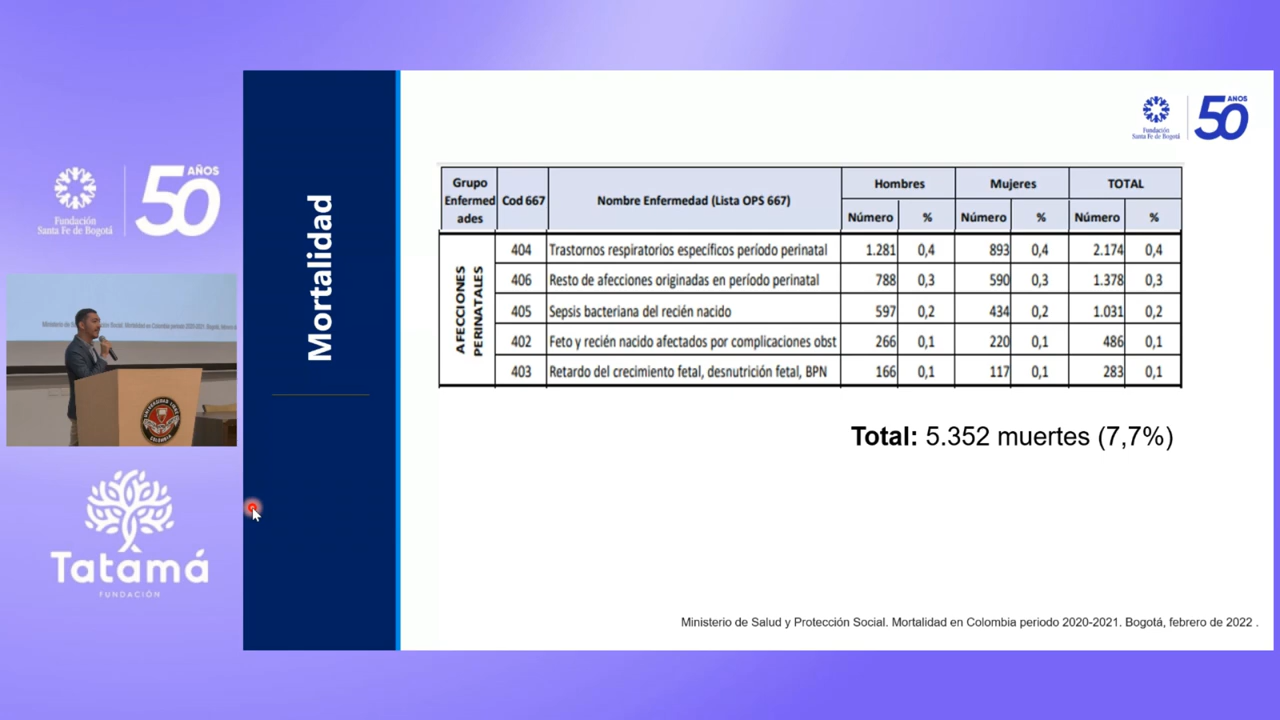 AÑOS
50
Fundación
Santa Fe de Bogotá
UNIVERSIDAD LIBRE
COLOMBIA
Tatamá
FUNDACIÓN
Mortalidad
AÑOS
50
Fundación
Santa Fe de Bogotá
Grupo Enfermed ades | Cod 667 | Nombre Enfermedad (Lista OPS 667) | Hombres | Mujeres | TOTAL
Número | % | Número | % | Número | %
AFECCIONES PERINATALES
404 | Trastornos respiratorios específicos período perinatal | 1.281 | 0,4 | 893 | 0,4 | 2.174 | 0,4
406 | Resto de afecciones originadas en período perinatal | 788 | 0,3 | 590 | 0,3 | 1.378 | 0,3
405 | Sepsis bacteriana del recién nacido | 597 | 0,2 | 434 | 0,2 | 1.031 | 0,2
402 | Feto y recién nacido afectados por complicaciones obst | 266 | 0,1 | 220 | 0,1 | 486 | 0,1
403 | Retardo del crecimiento fetal, desnutrición fetal, BPN | 166 | 0,1 | 117 | 0,1 | 283 | 0,1
Total: 5.352 muertes (7,7%)
Ministerio de Salud y Protección Social. Mortalidad en Colombia periodo 2020-2021. Bogotá, febrero de 2022 .